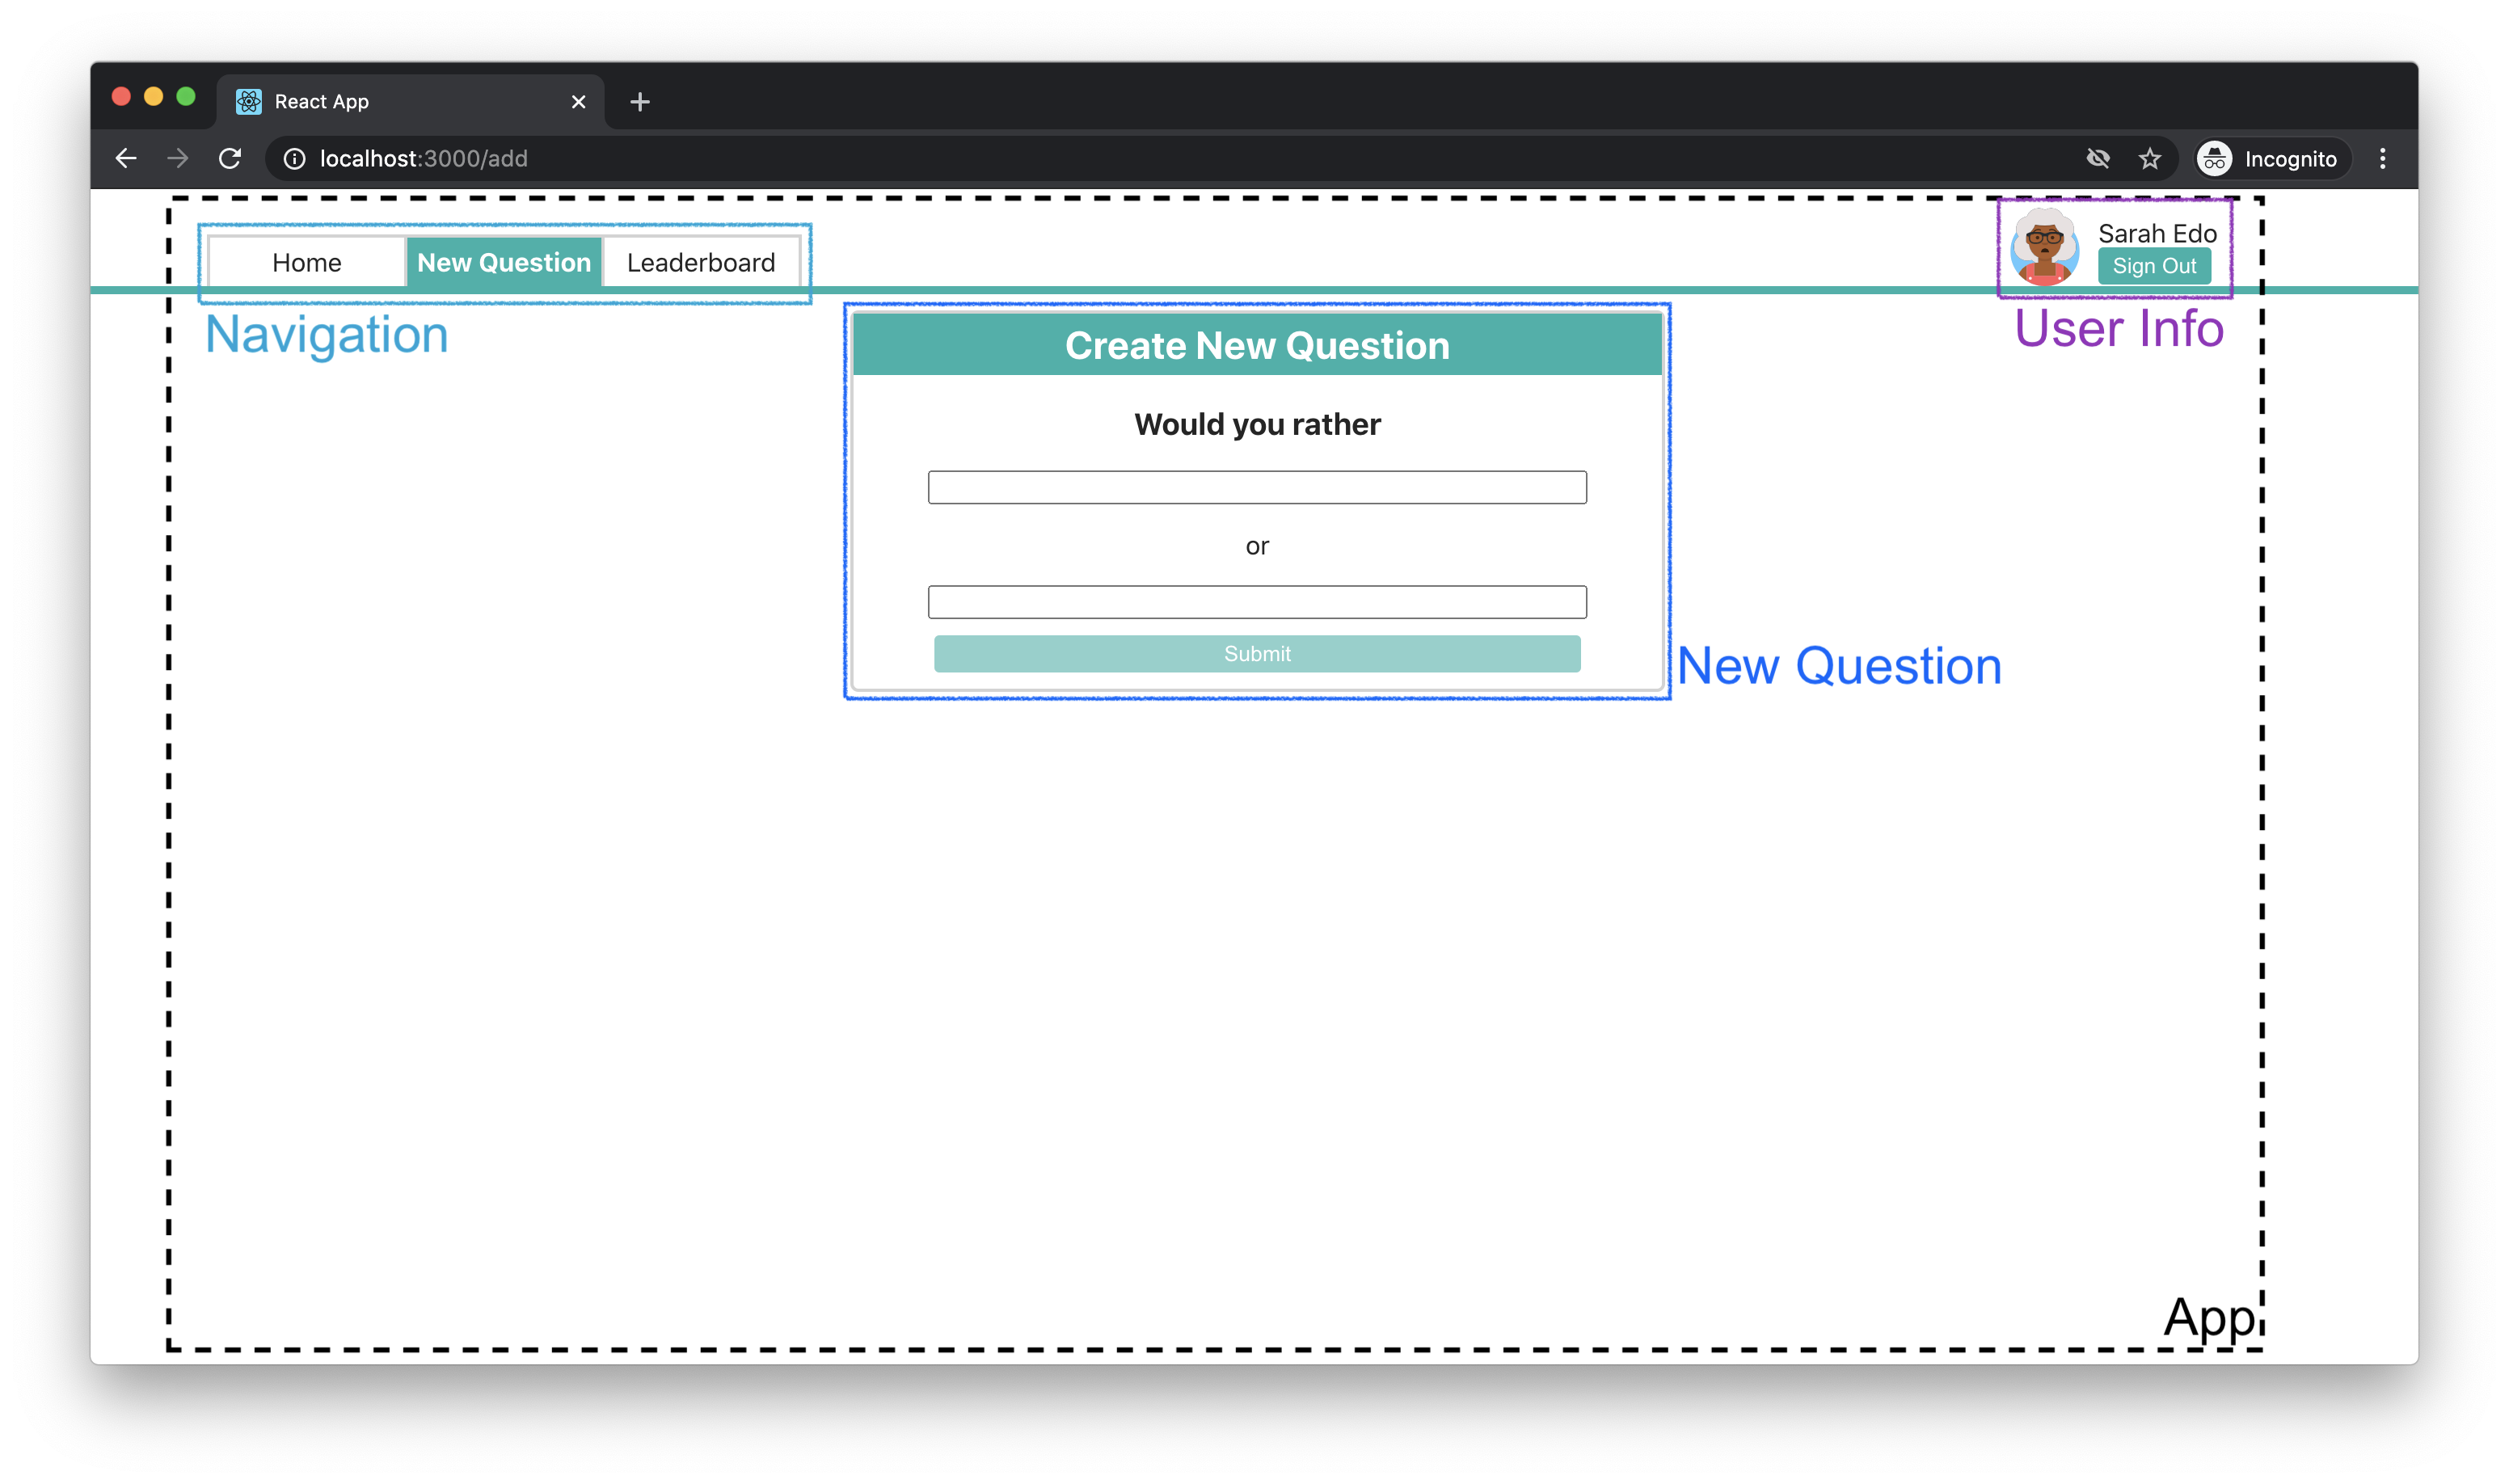 React App
localhost:3000/add
Incognito
Home
New Question
Leaderboard
Sarah Edo
Sign Out
Navigation
User Info
Create New Question
Would you rather
or
Submit
New Question
App